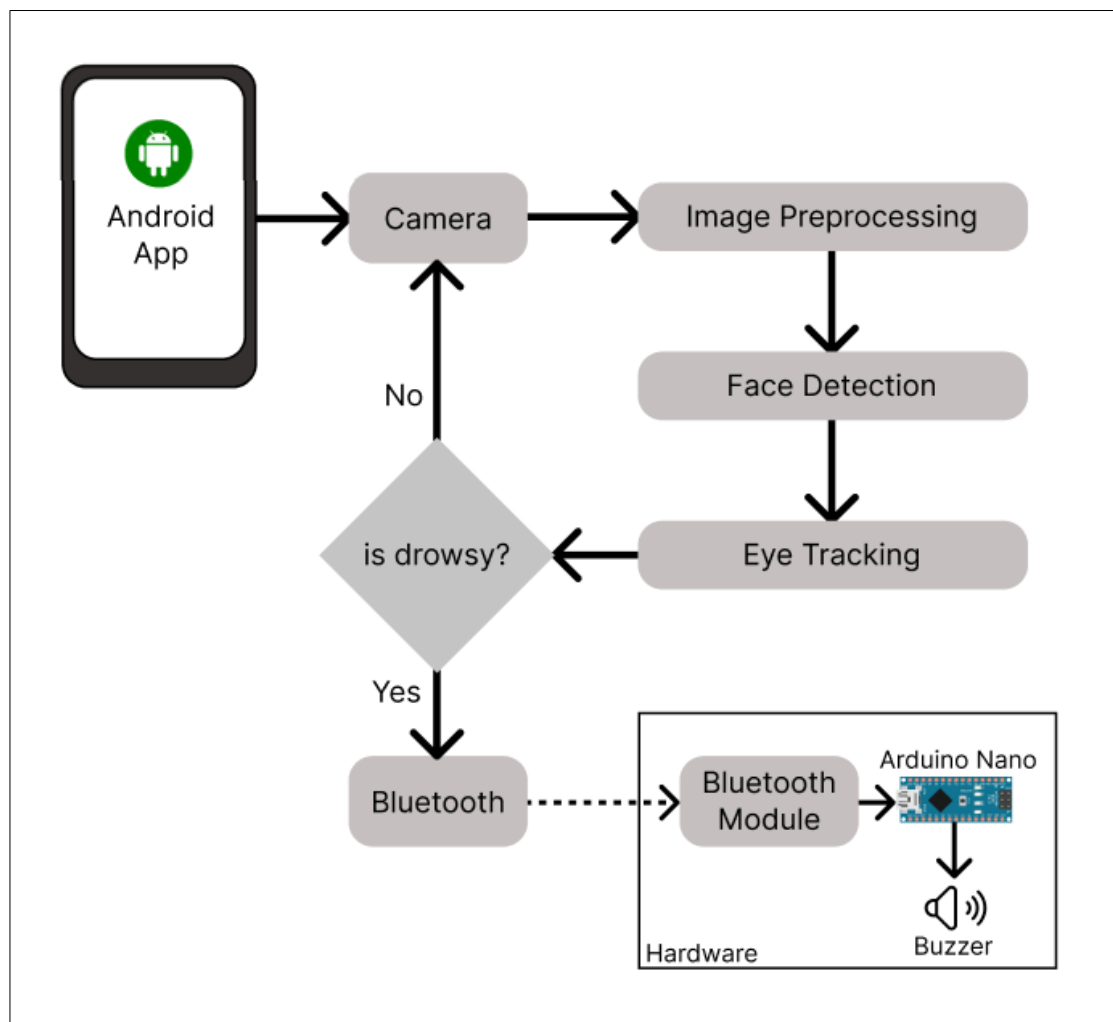 Android
App
Camera
Image Preprocessing
Face Detection
Eye Tracking
is drowsy?
No
Yes
Bluetooth
Bluetooth
Module
Arduino Nano
Buzzer
Hardware